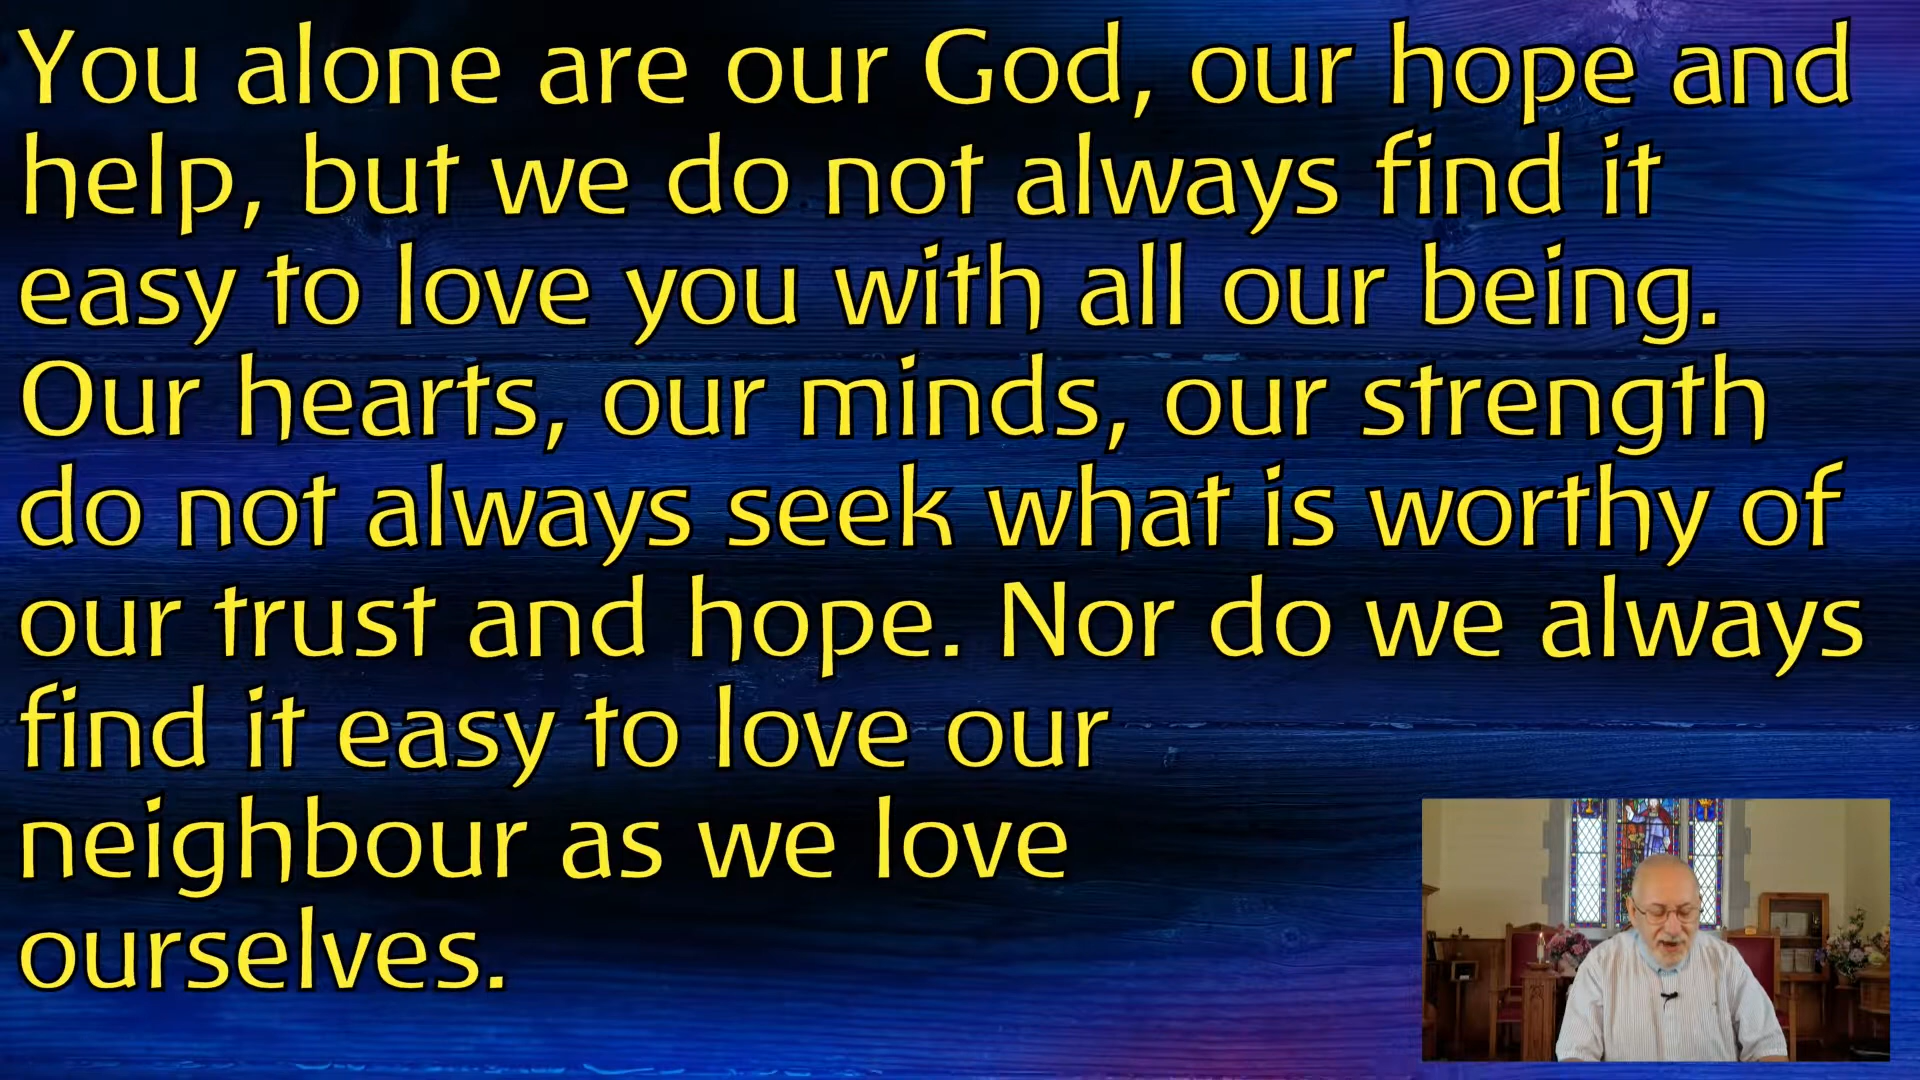 You alone are our God, our hope and
help, but we do not always find it
easy to love you with all our being.
Our hearts, our minds, our strength
do not always seek what is worthy of
our trust and hope. Nor do we always
find it easy to love our
neighbour as we love
ourselves.